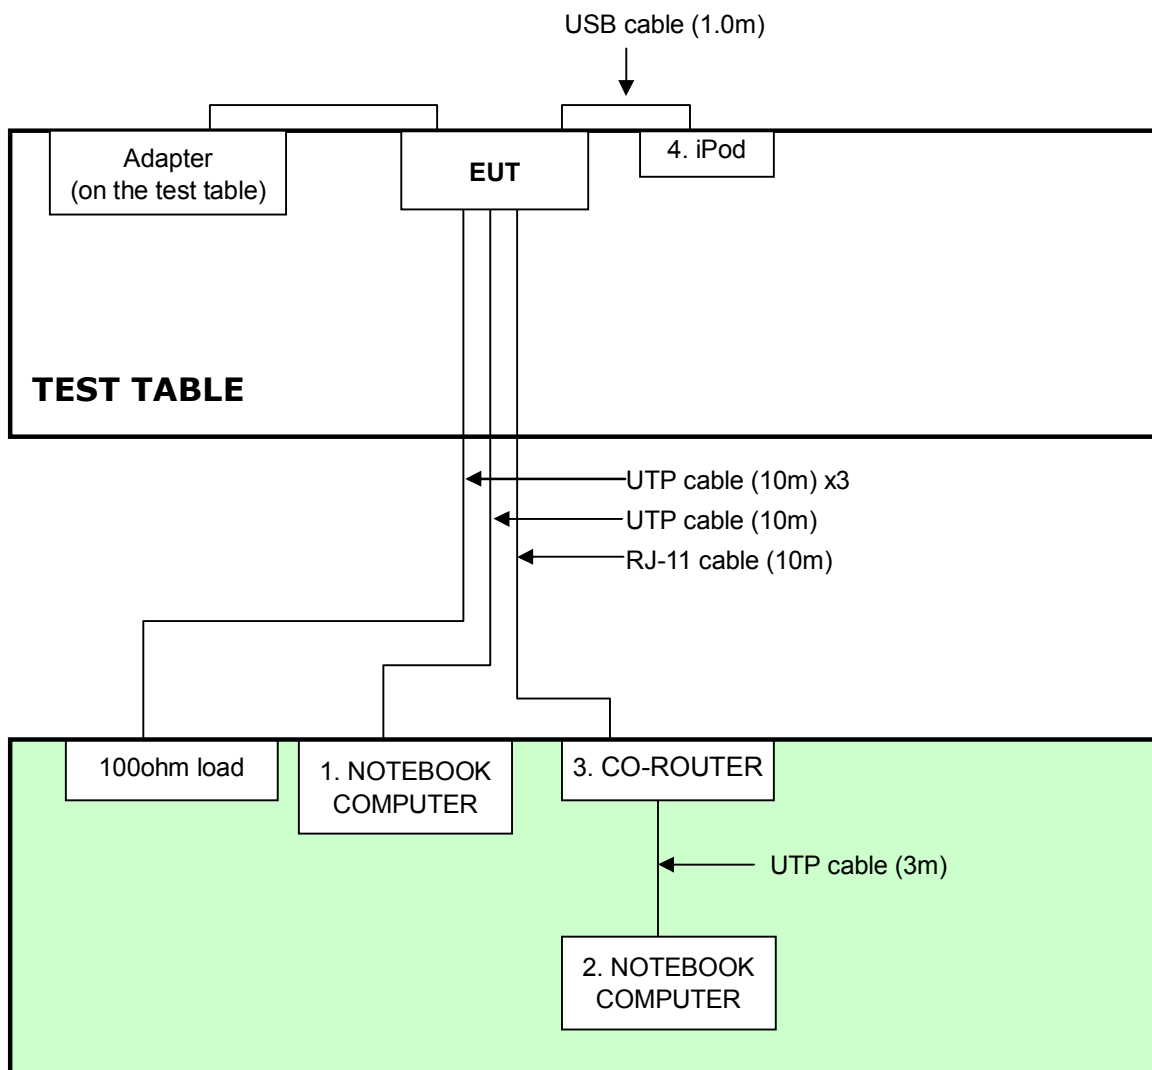 USB cable (1.0m)
Adapter
(on the test table)
EUT
4. iPod
TEST TABLE
UTP cable (10m) x3
UTP cable (10m)
RJ-11 cable (10m)
100ohm load
1. NOTEBOOK
COMPUTER
3. CO-ROUTER
UTP cable (3m)
2. NOTEBOOK
COMPUTER